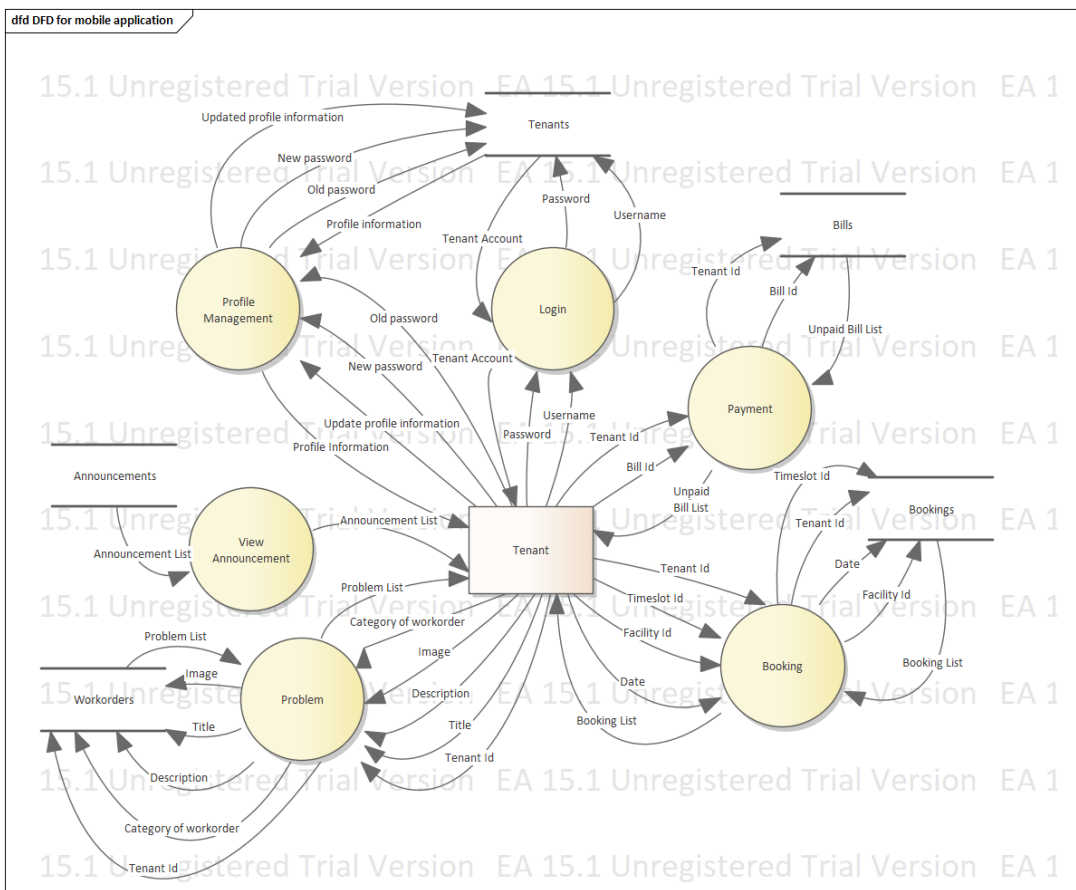 dfd DFD for mobile application
15.1 Unregistered Trial Version EA 15.1 Unregistered Trial Version EA 1
Tenants
Updated profile information
New password
15.1 Unregistered Trial Version EA 15.1 Unregistered Trial Version EA 1
Old password
Password
Username
Profile information
Tenant Account
Bills
15.1 Unregistered Trial Version EA 15.1 Unregistered Trial Version EA 1
Tenant Id
Bill Id
Profile
Management
Login
Old password
Unpaid Bill List
15.1 Unregistered Trial Version EA 15.1 Unregistered Trial Version EA 1
Tenant Account
New password
Payment
Username
Update profile information
Password
Tenant Id
15.1 Unregistered Trial Version EA 15.1 Unregistered Trial Version EA 1
Profile Information
Bill Id
Announcements
Timeslot Id
Unpaid
Bill List
Bookings
15.1 Unregistered Trial Version EA 15.1 Unregistered Trial Version EA 1
Announcement List
Tenant Id
Announcement List
View
Announcement
Tenant
Date
Tenant Id
Problem List
Facility Id
Timeslot Id
15.1 Unregistered Trial Version EA 15.1 Unregistered Trial Version EA 1
Category of workorder
Facility Id
Problem List
Image
Booking
Booking List
Image
Date
Description
Workorders
Problem
15.1 Unregistered Trial Version EA 15.1 Unregistered Trial Version EA 1
Title
Title
Booking List
Tenant Id
Description
15.1 Unregistered Trial Version EA 15.1 Unregistered Trial Version EA 1
Category of workorder
Tenant Id
15.1 Unregistered Trial Version EA 15.1 Unregistered Trial Version EA 1